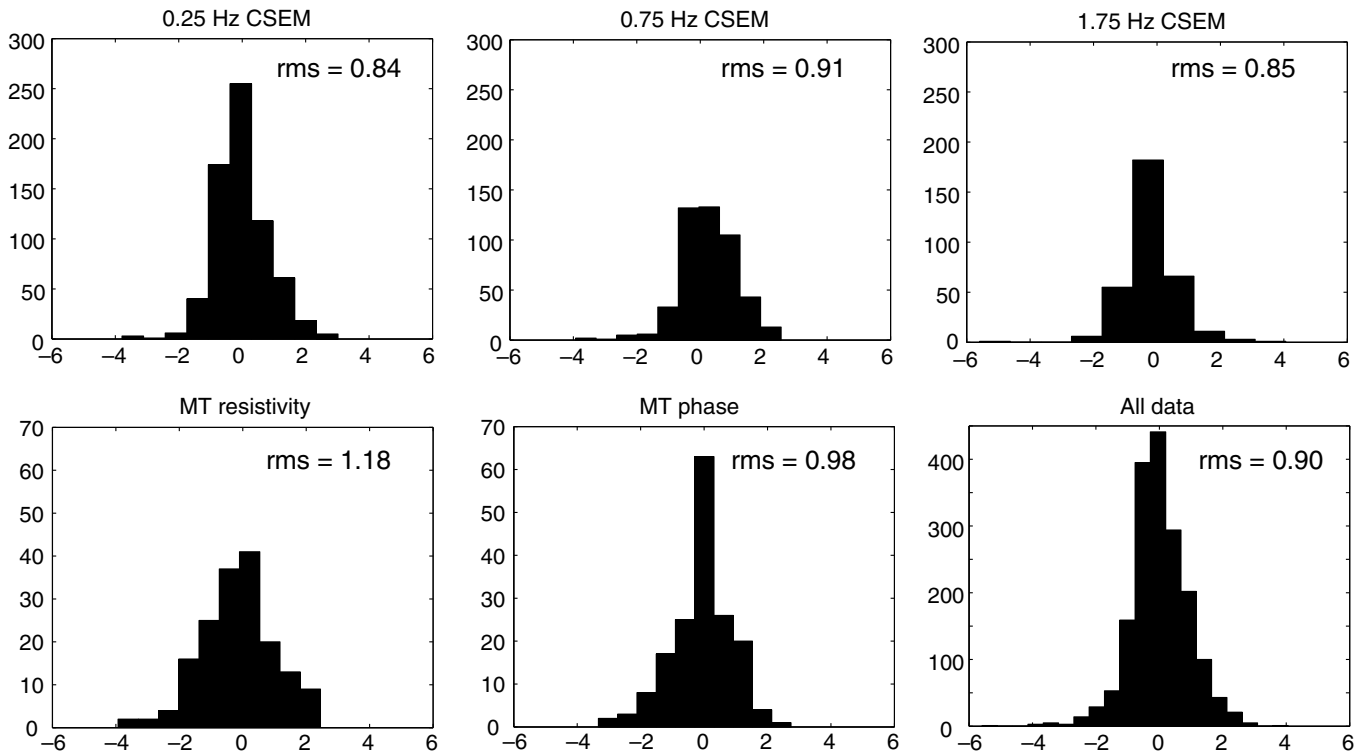 0.25 Hz CSEM
rms = 0.84
300
250
200
150
100
50
0
−6 −4 −2 0 2 4 6
0.75 Hz CSEM
rms = 0.91
300
250
200
150
100
50
0
−6 −4 −2 0 2 4 6
1.75 Hz CSEM
rms = 0.85
300
250
200
150
100
50
0
−6 −4 −2 0 2 4 6
MT resistivity
rms = 1.18
70
60
50
40
30
20
10
0
−6 −4 −2 0 2 4 6
MT phase
rms = 0.98
70
60
50
40
30
20
10
0
−6 −4 −2 0 2 4 6
All data
rms = 0.90
400
300
200
100
0
−6 −4 −2 0 2 4 6